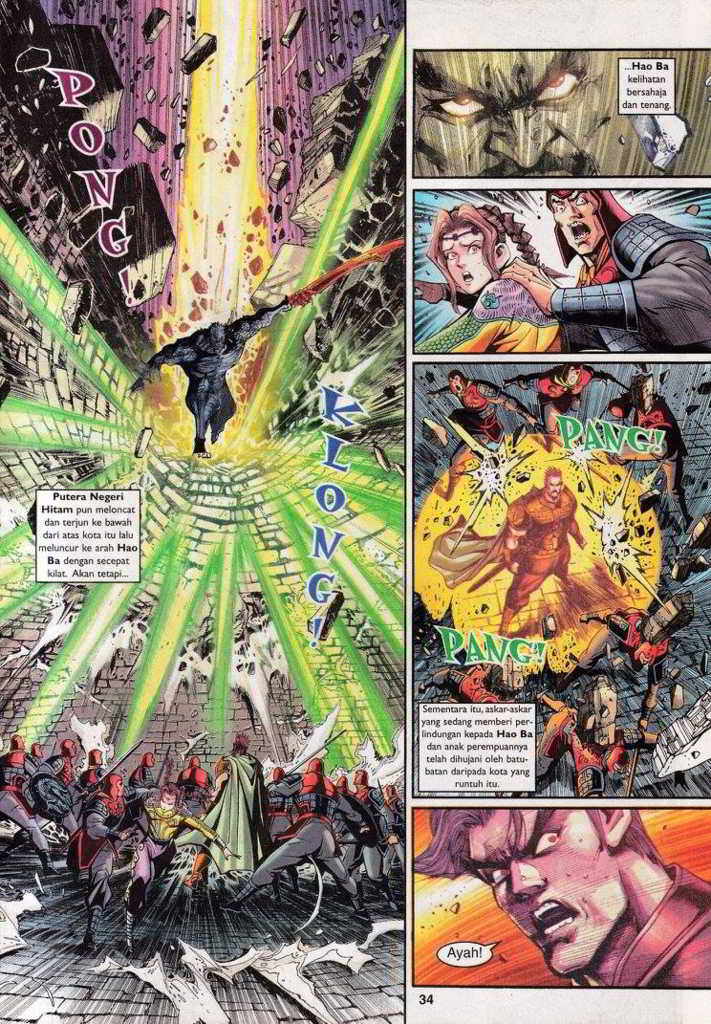 PONG!
KLONG!
Putera Negeri
Hitam pun meloncat
dan terjun ke bawah
dari atas kota itu lalu
meluncur ke arah Hao
Ba dengan secepat
kilat. Akan tetapi...
...Hao Ba
kelihatan
bersahaja
dan tenang.
PANG!
PANG!
Sementara itu, askar-askar
yang sedang memberi per-
lindungan kepada Hao Ba
dan anak perempuannya
dihujani oleh batu-
batan daripada kota yang
runtuh itu.
Ayah!
34